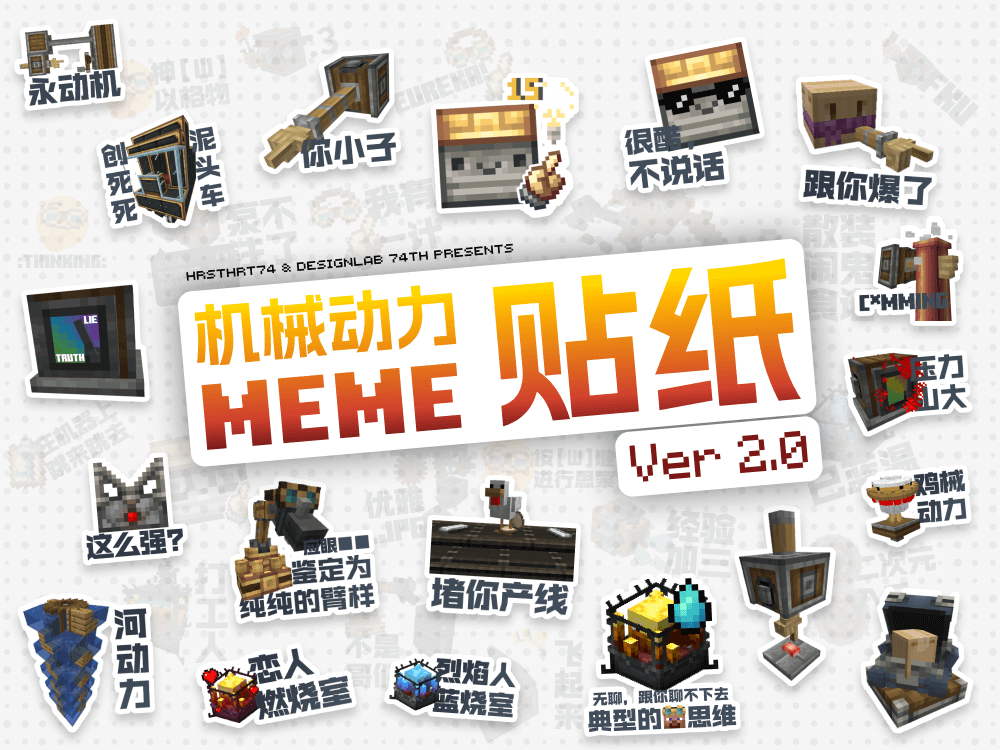 永动机
创死死
泥头车
你小子
15
很酷，
不说话
跟你爆了
HRSTHRT74 & DESIGNLAB 74TH PRESENTS
机械动力
MEME
贴纸
Ver 2.0
:THINKING:
LIE
TRUTH
C*MMING
压力
山大
这么强?
鉴定为
纯纯的臂样
堵你产线
鸡械
动力
河动力
恋人
燃烧室
烈焰人
蓝烧室
无聊，跟你聊不下去
典型的
思维